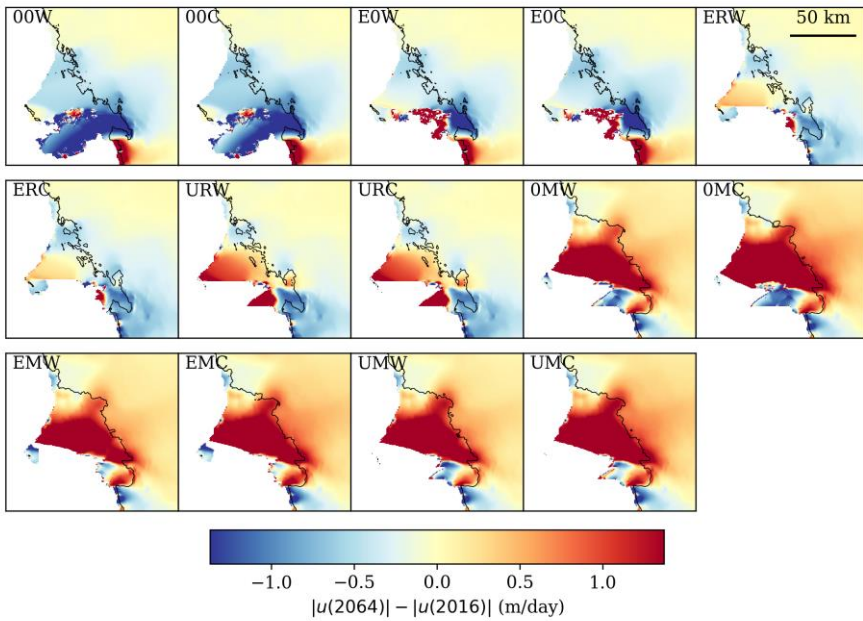 00W 00C E0W E0C ERW 50 km
ERC URW URC 0MW 0MC
EMW EMC UMW UMC
−1.0 −0.5 0.0 0.5 1.0
|u(2064)| − |u(2016)| (m/day)